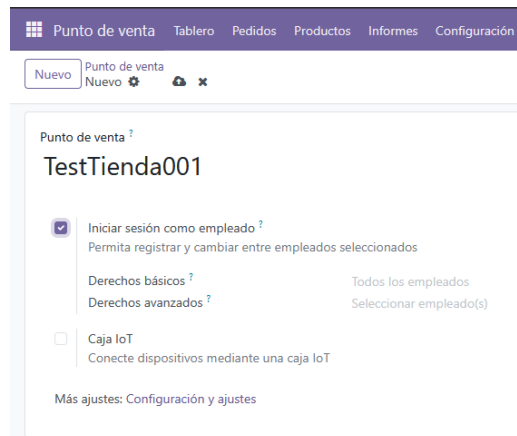 Punto de venta Tablero Pedidos Productos Informes Configuración
Nuevo
Punto de venta
Nuevo
Punto de venta ?
TestTienda001
Iniciar sesión como empleado ?
Permita registrar y cambiar entre empleados seleccionados
Derechos básicos ? Todos los empleados
Derechos avanzados ? Seleccionar empleado(s)
Caja IoT
Conecte dispositivos mediante una caja IoT
Más ajustes: Configuración y ajustes